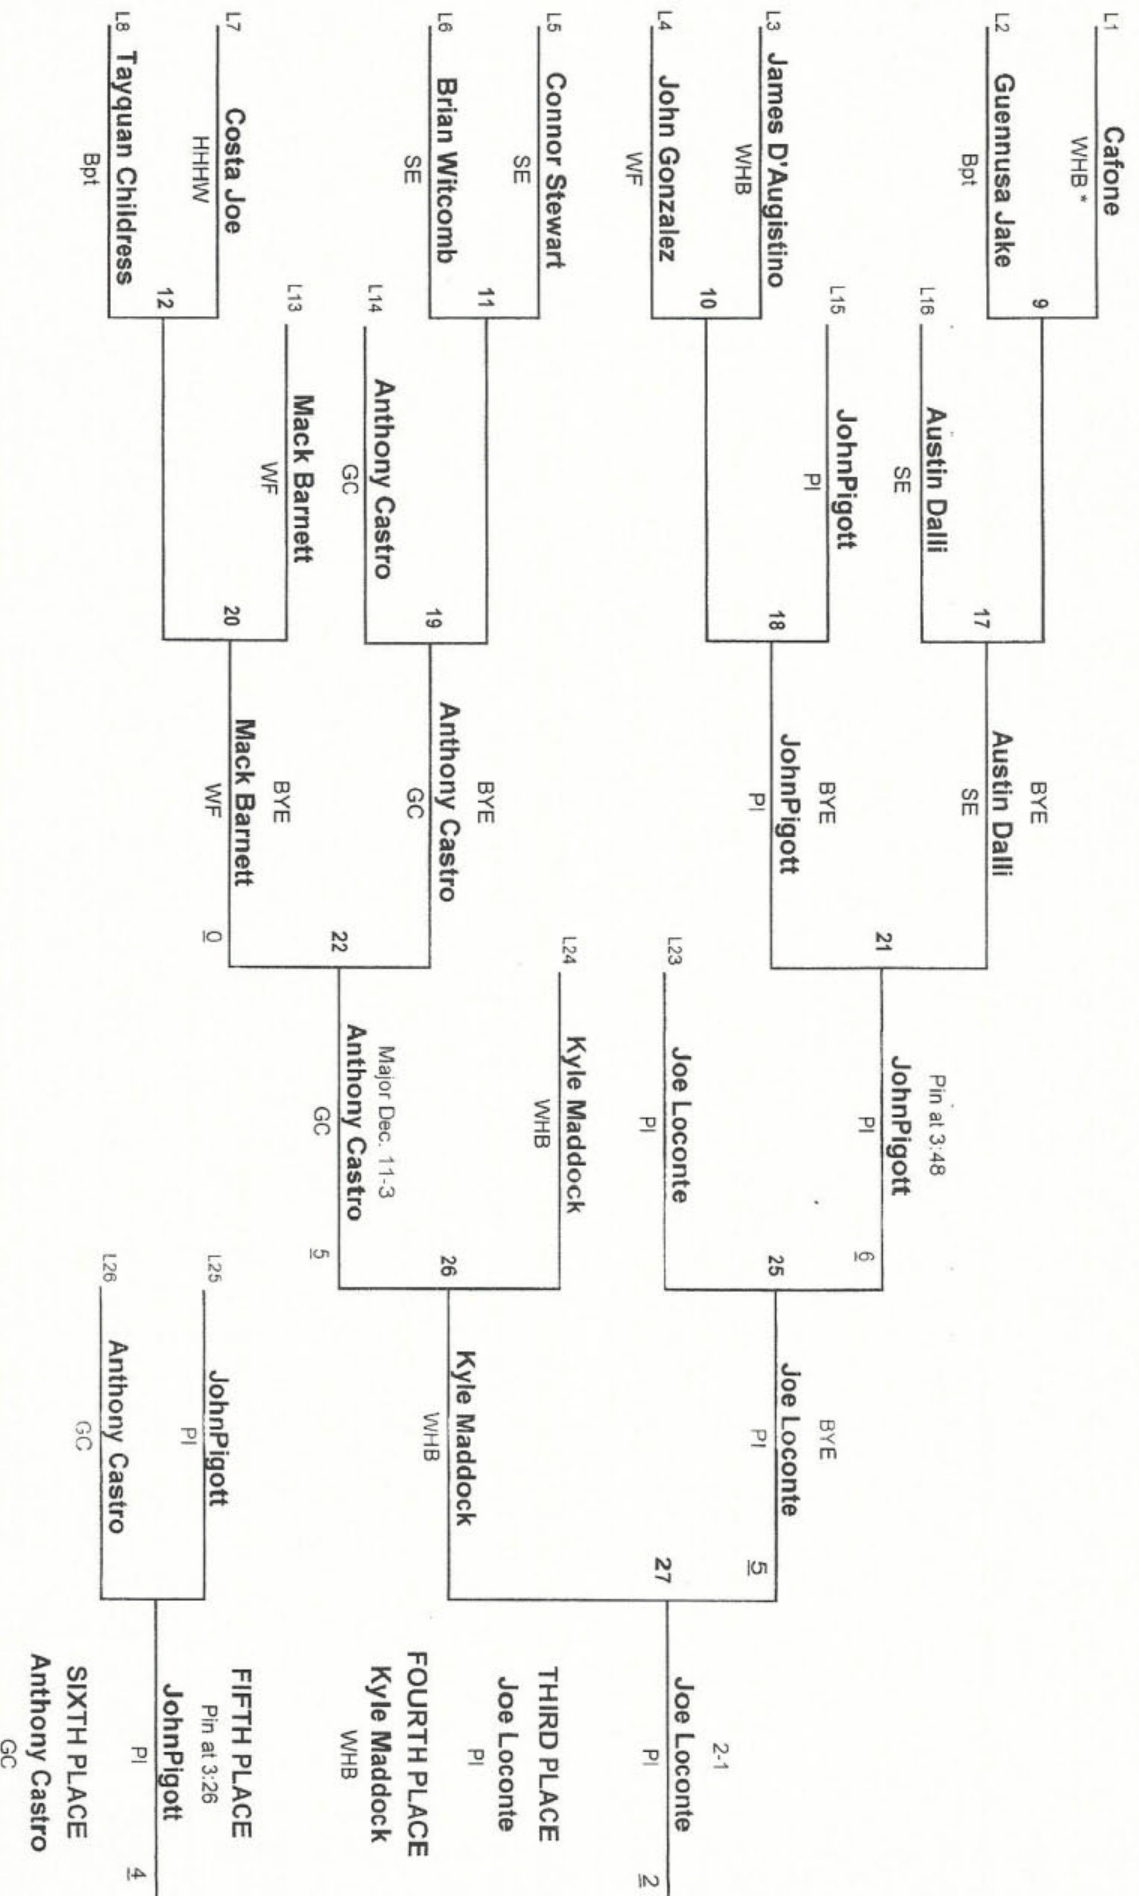 L1
Cafone
WHB *
9
L2
Guennusa Jake
Bpt
L3
James D'Augistino
WHB
10
L4
John Gonzalez
WF
L5
Connor Stewart
SE
11
L6
Brian Witcomb
SE
L7
Costa Joe
HHHW
12
L8
Tayquan Childress
Bpt
L16
Austin Dalli
SE
17
L15
JohnPigott
PI
18
L14
Anthony Castro
GC
19
L13
Mack Barnett
WF
20
BYE
Austin Dalli
SE
21
BYE
JohnPigott
PI
BYE
Anthony Castro
GC
22
BYE
Mack Barnett
WF
0
Pin at 3:48
JohnPigott
PI
6
25
L23
Joe Loconte
PI
L24
Kyle Maddock
WHB
26
Major Dec. 11-3
Anthony Castro
GC
5
BYE
Joe Loconte
PI
5
27
Kyle Maddock
WHB
L25
JohnPigott
PI
L26
Anthony Castro
GC
2-1
Joe Loconte
PI
2
THIRD PLACE
Joe Loconte
PI
FOURTH PLACE
Kyle Maddock
WHB
FIFTH PLACE
Pin at 3:26
JohnPigott
PI
4
SIXTH PLACE
Anthony Castro
GC